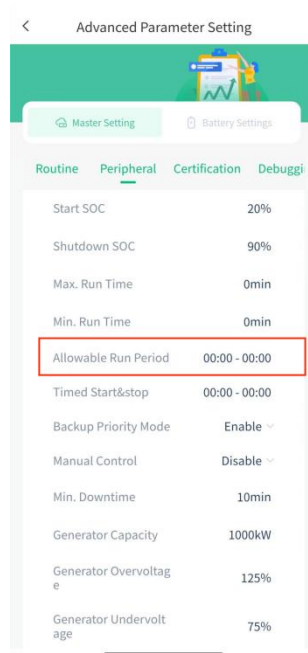 Advanced Parameter Setting
Master Setting Battery Settings
Routine Peripheral Certification Debuggi
Start SOC 20%
Shutdown SOC 90%
Max. Run Time 0min
Min. Run Time 0min
Allowable Run Period 00:00 - 00:00
Timed Start&stop 00:00 - 00:00
Backup Priority Mode Enable
Manual Control Disable
Min. Downtime 10min
Generator Capacity 1000kW
Generator Overvoltag
e 125%
Generator Undervolt
age 75%